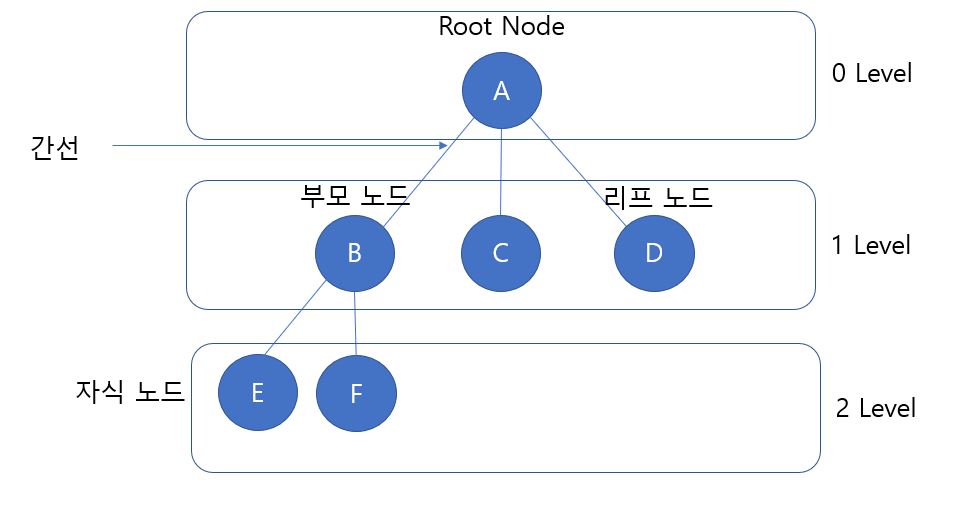 Root Node
A
0 Level
간선
부모 노드
리프 노드
B
C
D
1 Level
자식 노드
E
F
2 Level